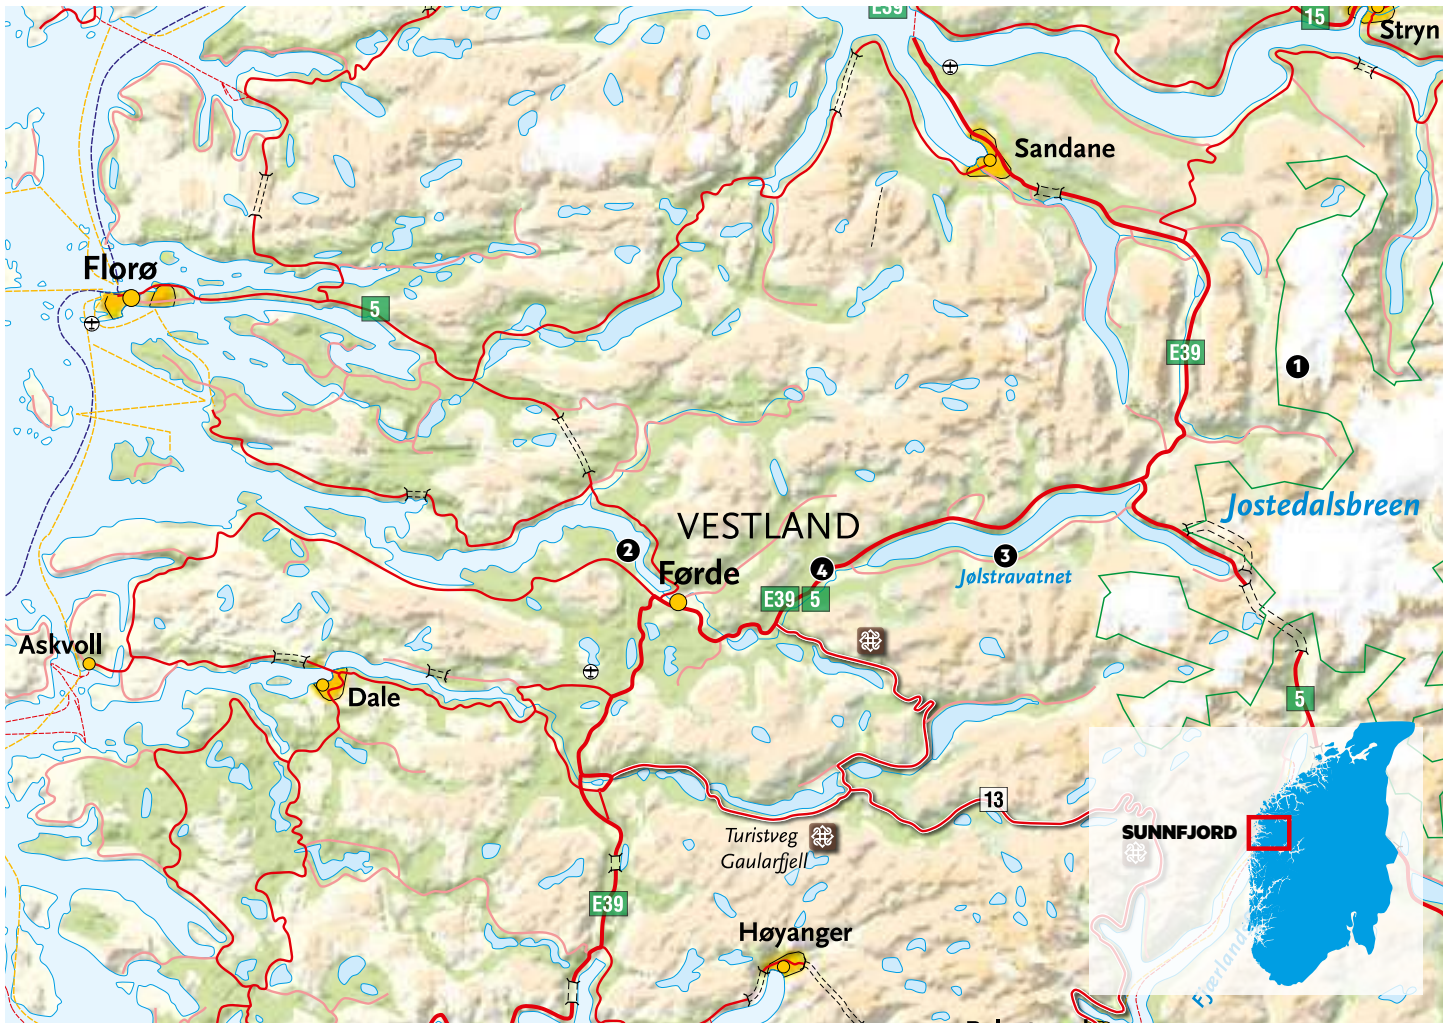 E39
15
Stryn
Sandane
Florø
5
E39
1
Jostedalsbreen
VESTLAND
2
Førde
4
3
Jølstravatnet
E39
5
Askvoll
Dale
5
13
SUNNFJORD
Turistveg
Gaularfjell
E39
Høyanger